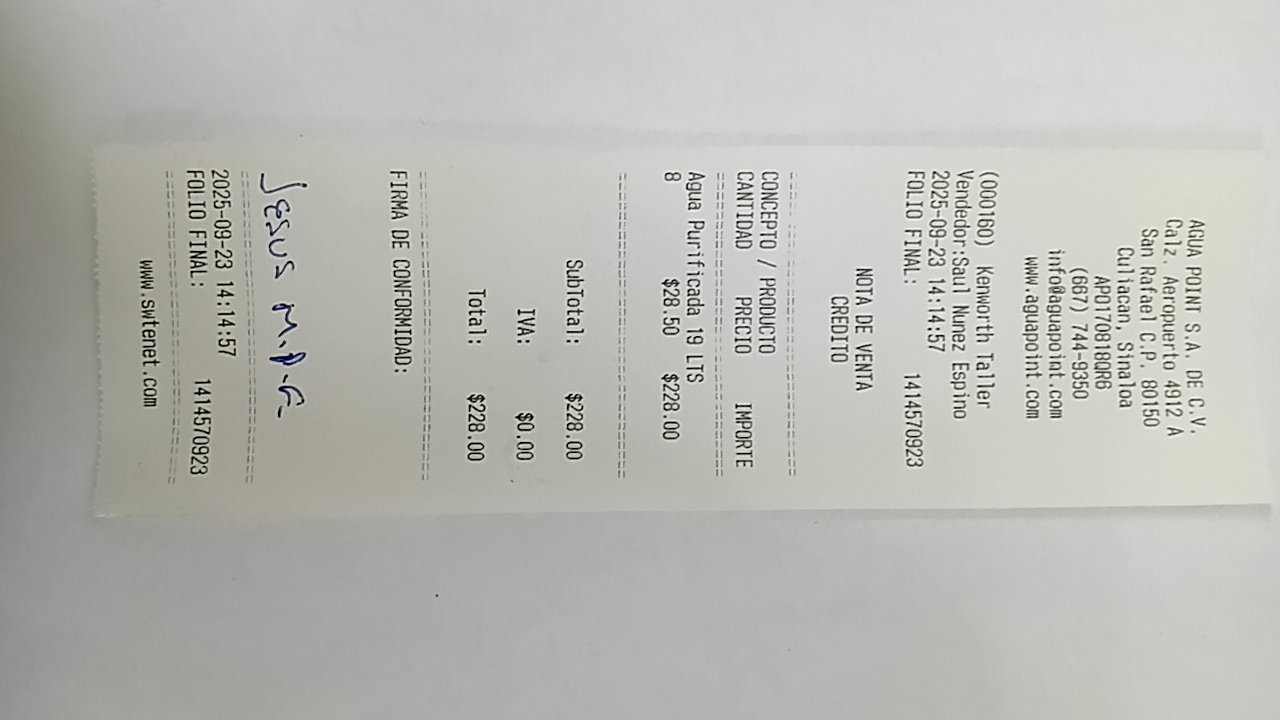 AGUA POINT S.A. DE C.V.
Calz. Aeropuerto 4912 A
San Rafael C.P. 80150
Culiacan, Sinaloa
APO170818QR6
(667) 744-9350
info@aguapoint.com
www.aguapoint.com
(000160) Kenworth Taller
Vendedor:Saul Nunez Espino
2025-09-23 14:14:57
FOLIO FINAL: 1414570923
NOTA DE VENTA
CREDITO
CONCEPTO / PRODUCTO
CANTIDAD PRECIO IMPORTE
Agua Purificada 19 LTS
8 $28.50 $228.00
SubTotal: $228.00
IVA: $0.00
Total: $228.00
FIRMA DE CONFORMIDAD:
Jesus M.
2025-09-23 14:14:57
FOLIO FINAL: 1414570923
www.swtenet.com